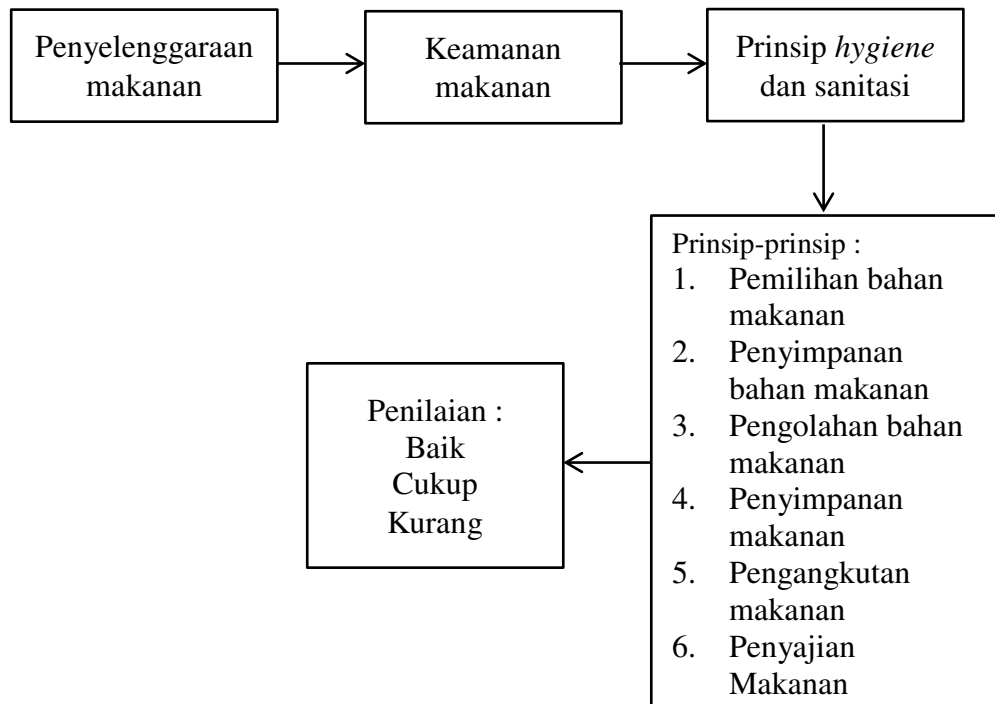 Penyelenggaraan
makanan
Keamanan
makanan
Prinsip hygiene
dan sanitasi
Prinsip-prinsip :
1. Pemilihan bahan
makanan
2. Penyimpanan
bahan makanan
3. Pengolahan bahan
makanan
4. Penyimpanan
makanan
5. Pengangkutan
makanan
6. Penyajian
Makanan
Penilaian :
Baik
Cukup
Kurang